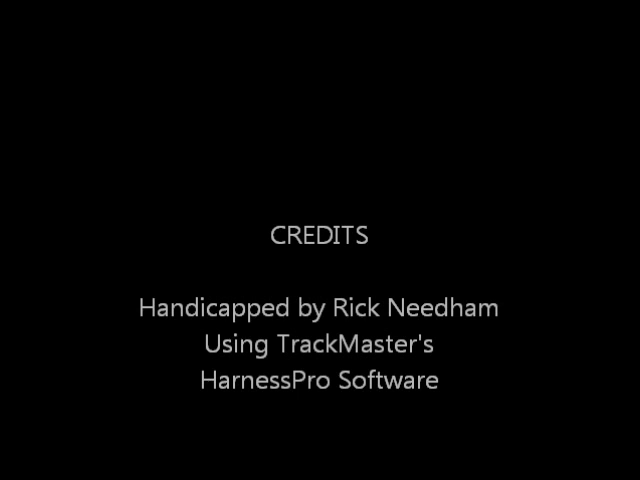 CREDITS
Handicapped by Rick Needham
Using TrackMaster's
HarnessPro Software